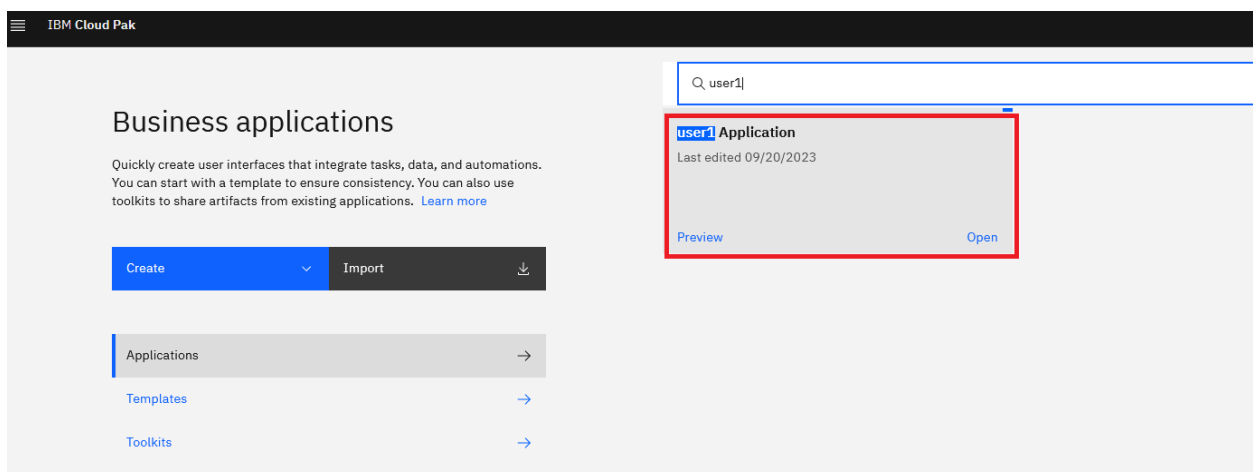 IBM Cloud Pak
Business applications
Quickly create user interfaces that integrate tasks, data, and automations.
You can start with a template to ensure consistency. You can also use
toolkits to share artifacts from existing applications. Learn more
Create
Import
Applications
Templates
Toolkits
user1
user1 Application
Last edited 09/20/2023
Preview
Open